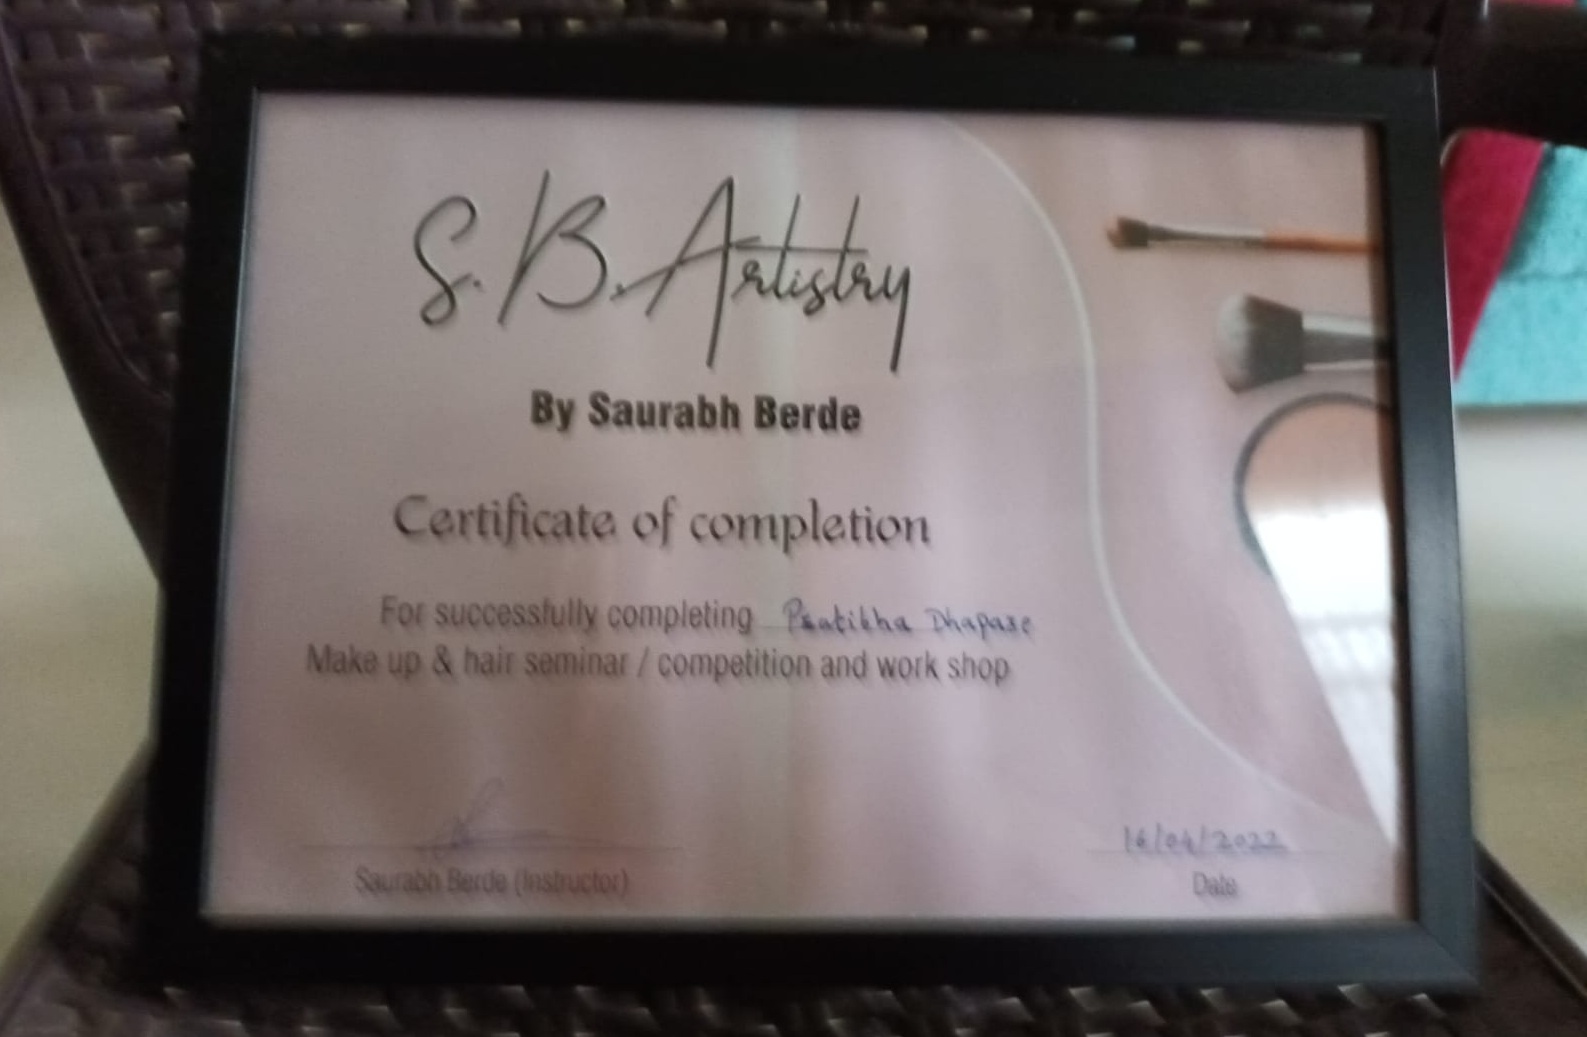 S.B.Artistry
By Saurabh Berde
Certificate of completion
For successfully completing Pratibha Dhapase
Make up & hair seminar / competition and work shop
16/04/2022
Saurabh Berde (Instructor)
Date